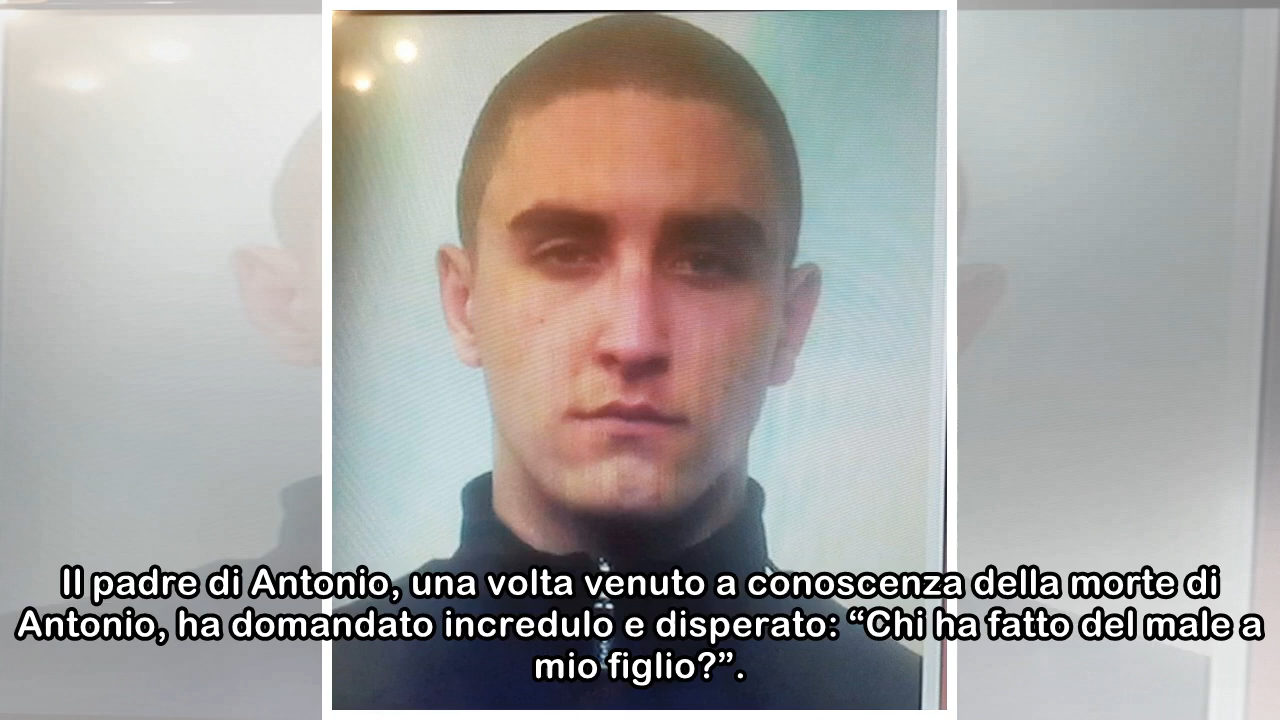 Il padre di Antonio, una volta venuto a conoscenza della morte di
Antonio, ha domandato incredulo e disperato: “Chi ha fatto del male a
mio figlio?”.